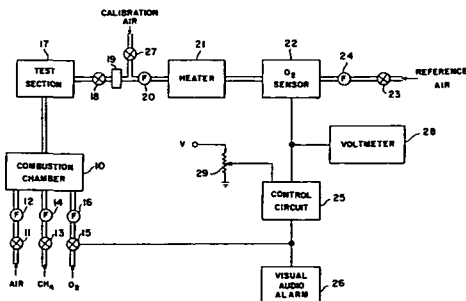 CALIBRATION
AIR
17
27
19
21
22
24
TEST
SECTION
F
HEATER
O₂
SENSOR
F
18
20
23
REFERENCE
AIR
V
28
VOLTMETER
COMBUSTION
CHAMBER
10
29
25
CONTROL
CIRCUIT
12
F
14
F
16
F
11
13
15
26
VISUAL
AUDIO
ALARM
AIR
CH₄
O₂